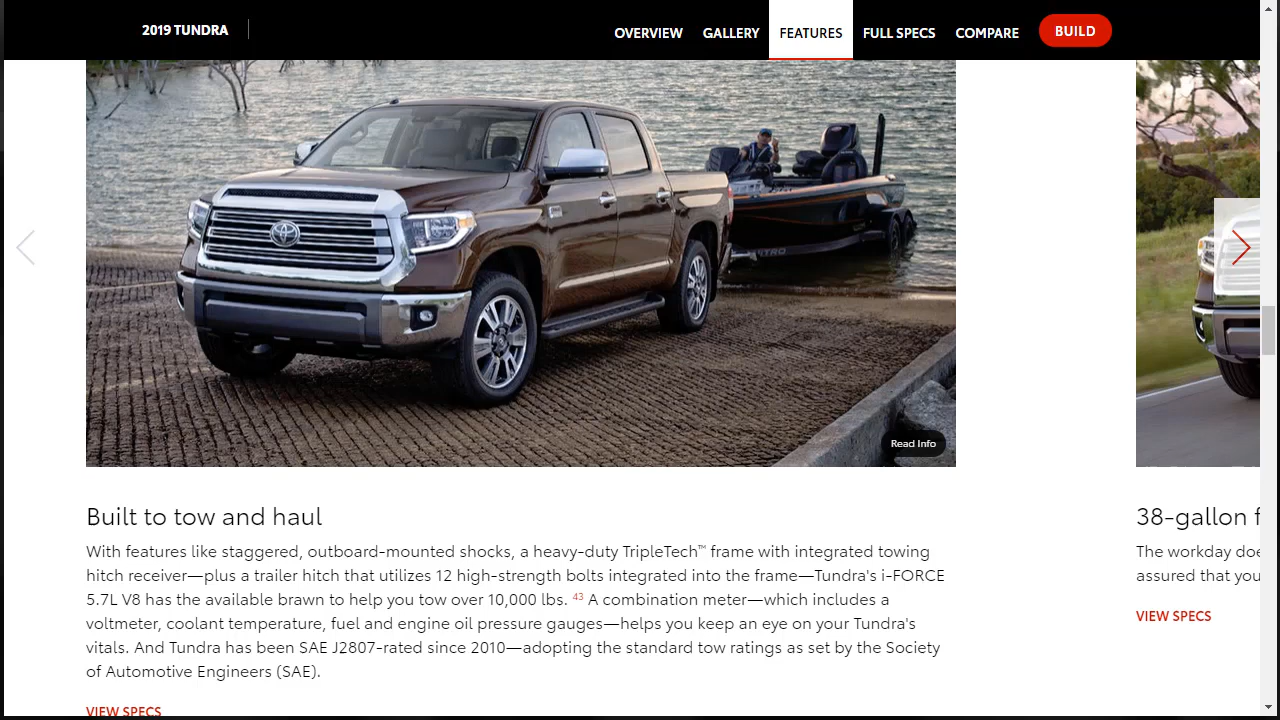 2019 TUNDRA
OVERVIEW
GALLERY
FEATURES
FULL SPECS
COMPARE
BUILD
NITRO
Read Info
Built to tow and haul
With features like staggered, outboard-mounted shocks, a heavy-duty TripleTech™ frame with integrated towing
hitch receiver—plus a trailer hitch that utilizes 12 high-strength bolts integrated into the frame—Tundra's i-FORCE
5.7L V8 has the available brawn to help you tow over 10,000 lbs. 43 A combination meter—which includes a
voltmeter, coolant temperature, fuel and engine oil pressure gauges—helps you keep an eye on your Tundra's
vitals. And Tundra has been SAE J2807-rated since 2010—adopting the standard tow ratings as set by the Society
of Automotive Engineers (SAE).
VIEW SPECS
38-gallon f
The workday doe
assured that you
VIEW SPECS